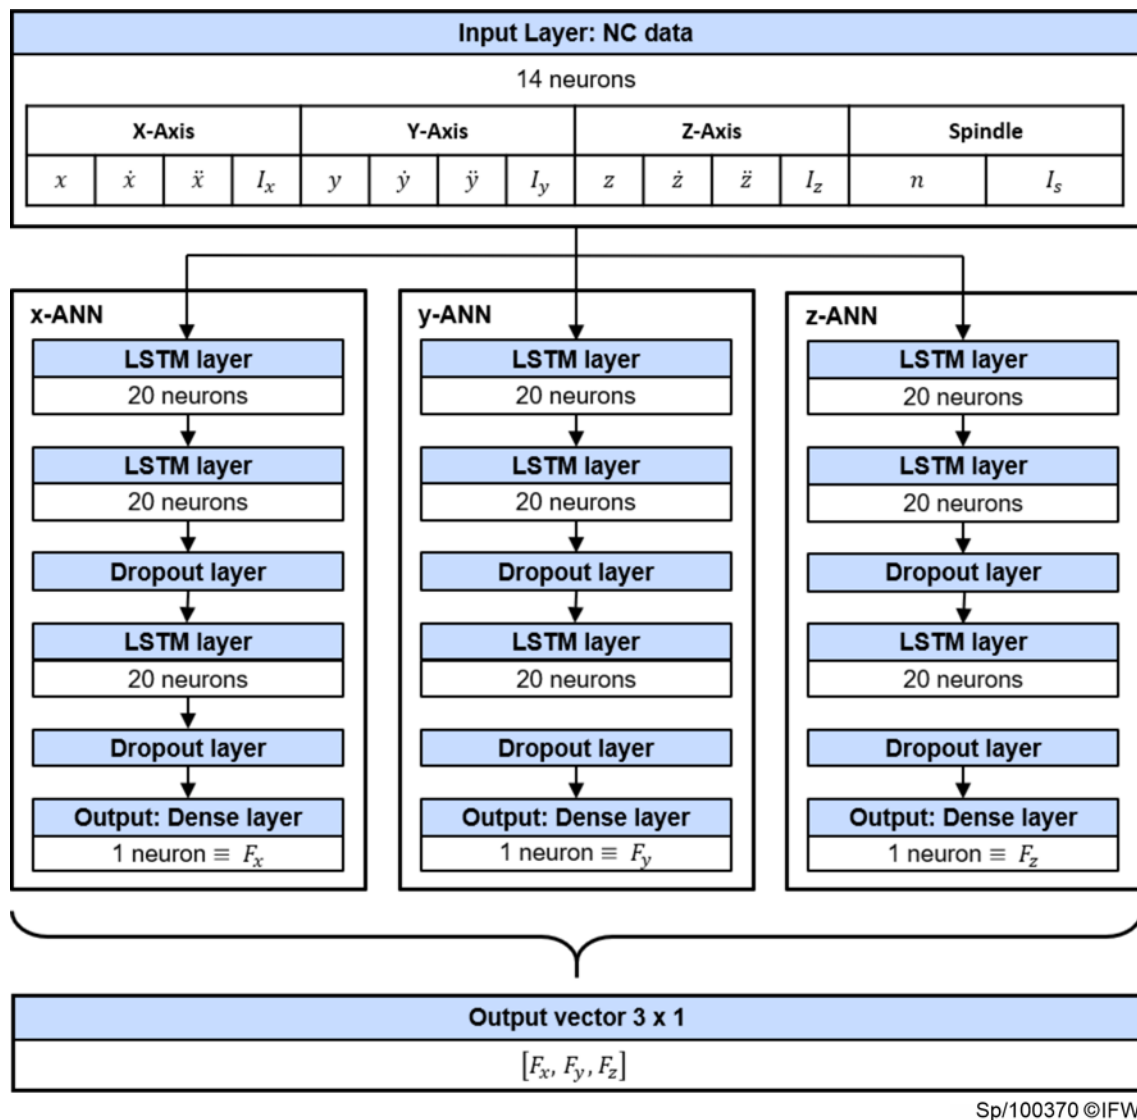 Input Layer: NC data
14 neurons
X-Axis Y-Axis Z-Axis Spindle
x ẋ ẍ I_x y ẏ ÿ I_y z ż z̈ I_z n I_s
x-ANN y-ANN z-ANN
LSTM layer LSTM layer LSTM layer
20 neurons 20 neurons 20 neurons
LSTM layer LSTM layer LSTM layer
20 neurons 20 neurons 20 neurons
Dropout layer Dropout layer Dropout layer
LSTM layer LSTM layer LSTM layer
20 neurons 20 neurons 20 neurons
Dropout layer Dropout layer Dropout layer
Output: Dense layer Output: Dense layer Output: Dense layer
1 neuron ≡ F_x 1 neuron ≡ F_y 1 neuron ≡ F_z
Output vector 3 x 1
[F_x, F_y, F_z]
Sp/100370 ©IFW